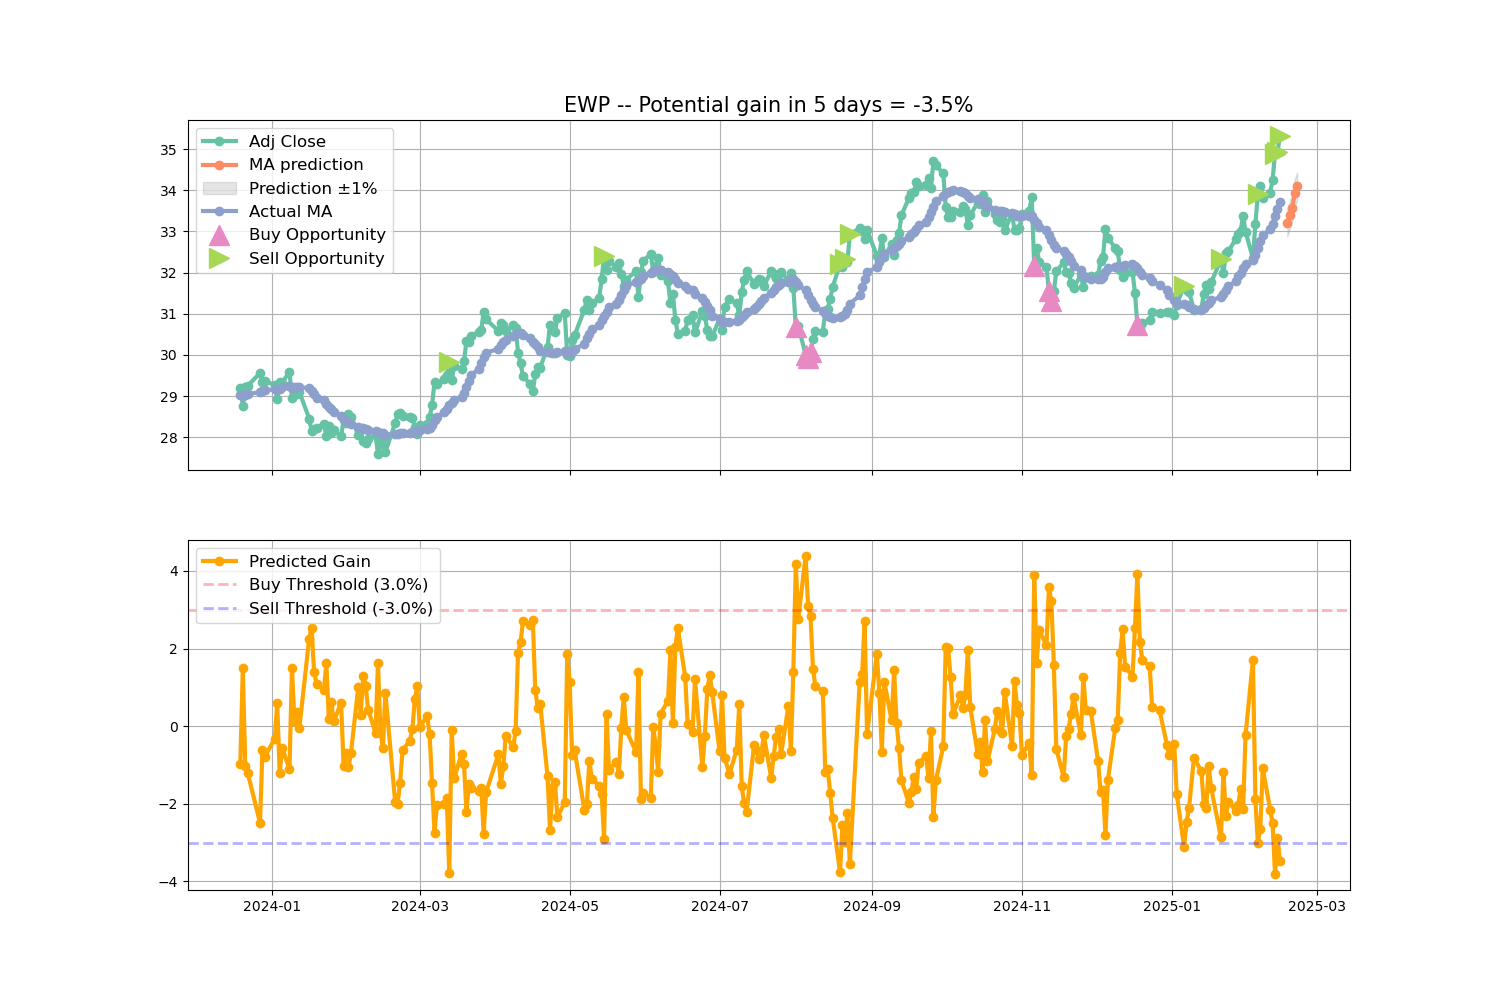 EWP -- Potential gain in 5 days = -3.5%
Adj Close
MA prediction
Prediction ±1%
Actual MA
Buy Opportunity
Sell Opportunity
35
34
33
32
31
30
29
28
Predicted Gain
Buy Threshold (3.0%)
Sell Threshold (-3.0%)
4
2
0
−2
−4
2024-01
2024-03
2024-05
2024-07
2024-09
2024-11
2025-01
2025-03